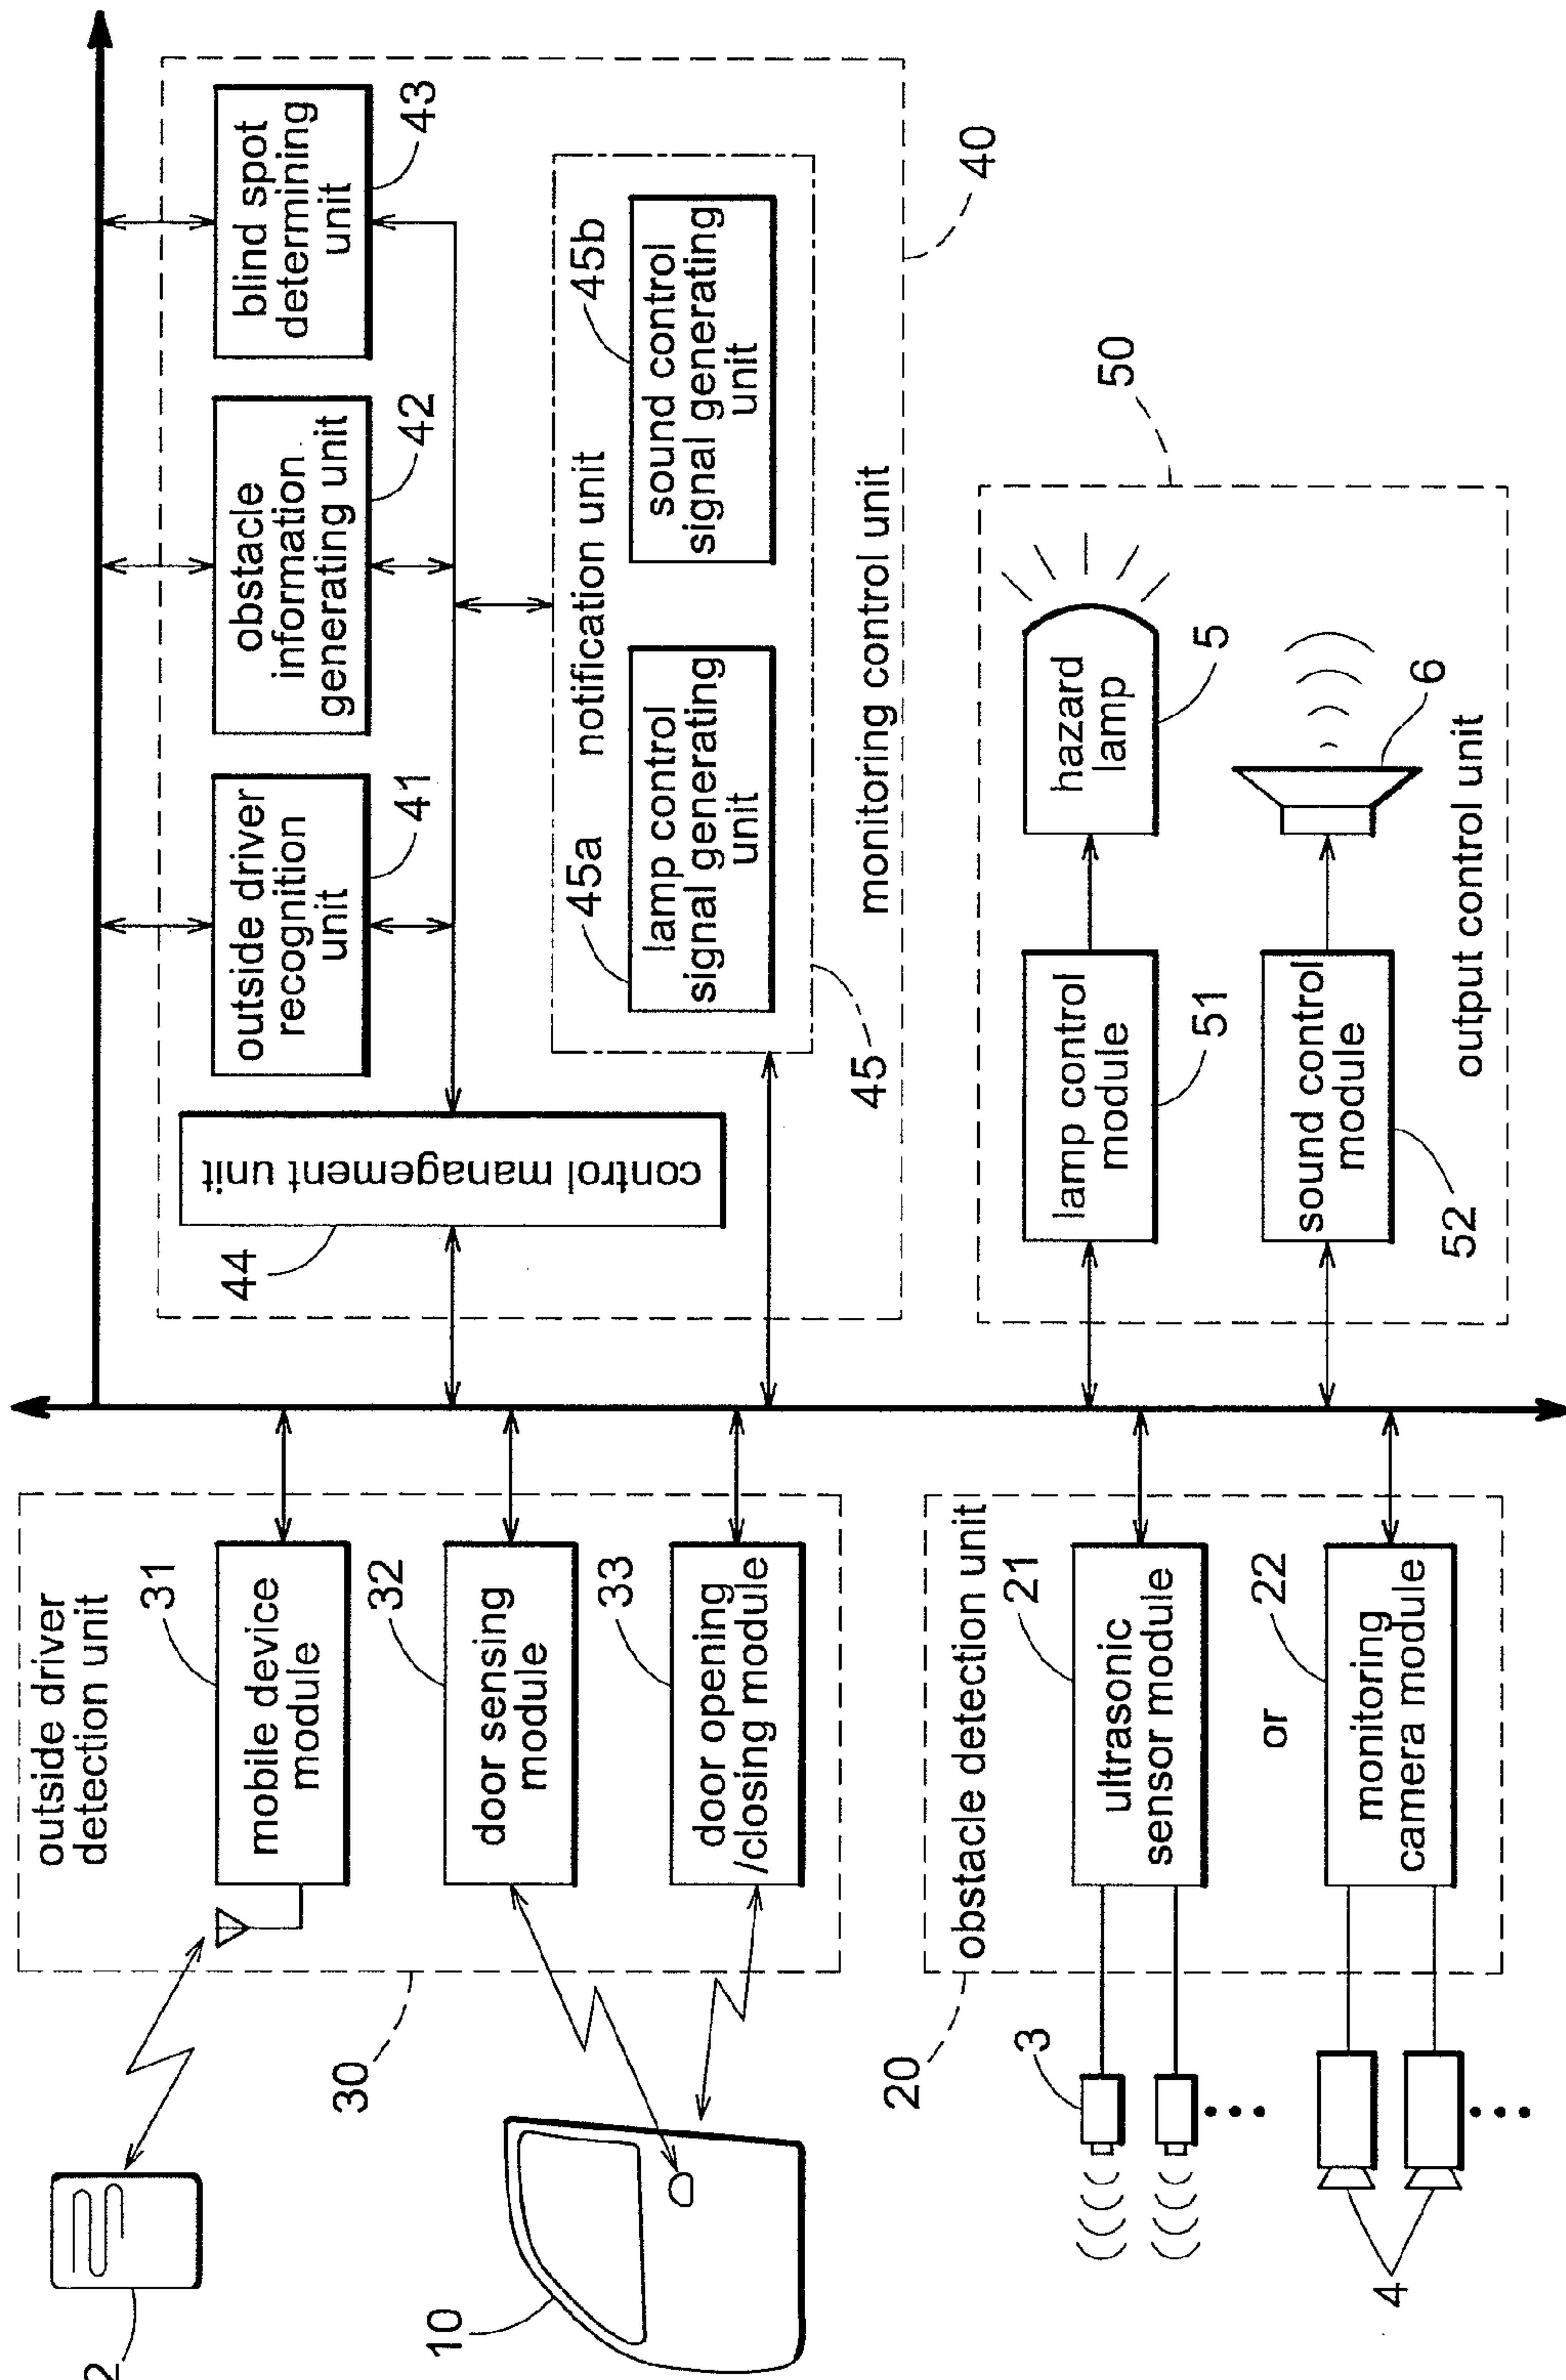 2
10
30
outside driver
detection unit
31
mobile device
module
32
door sensing
module
33
door opening
/closing module
20
obstacle detection unit
3
21
ultrasonic
sensor module
or
22
monitoring
camera module
4
44
control management unit
outside driver
recognition
unit
41
obstacle
information
generating unit
42
blind spot
determining
unit
43
notification unit
45a
lamp control
signal generating
unit
45b
sound control
signal generating
unit
45
monitoring control unit
40
50
lamp control
module
51
hazard
lamp
5
sound control
module
52
6
output control unit